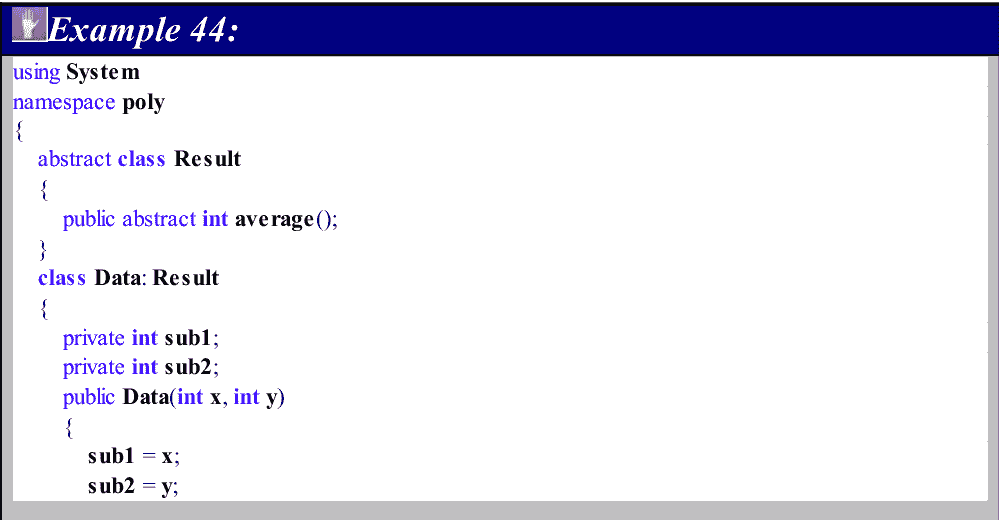 Example 44:
using System
namespace poly
{
abstract class Result
{
public abstract int average();
}
class Data: Result
{
private int sub1;
private int sub2;
public Data(int x, int y)
{
sub1 = x;
sub2 = y;